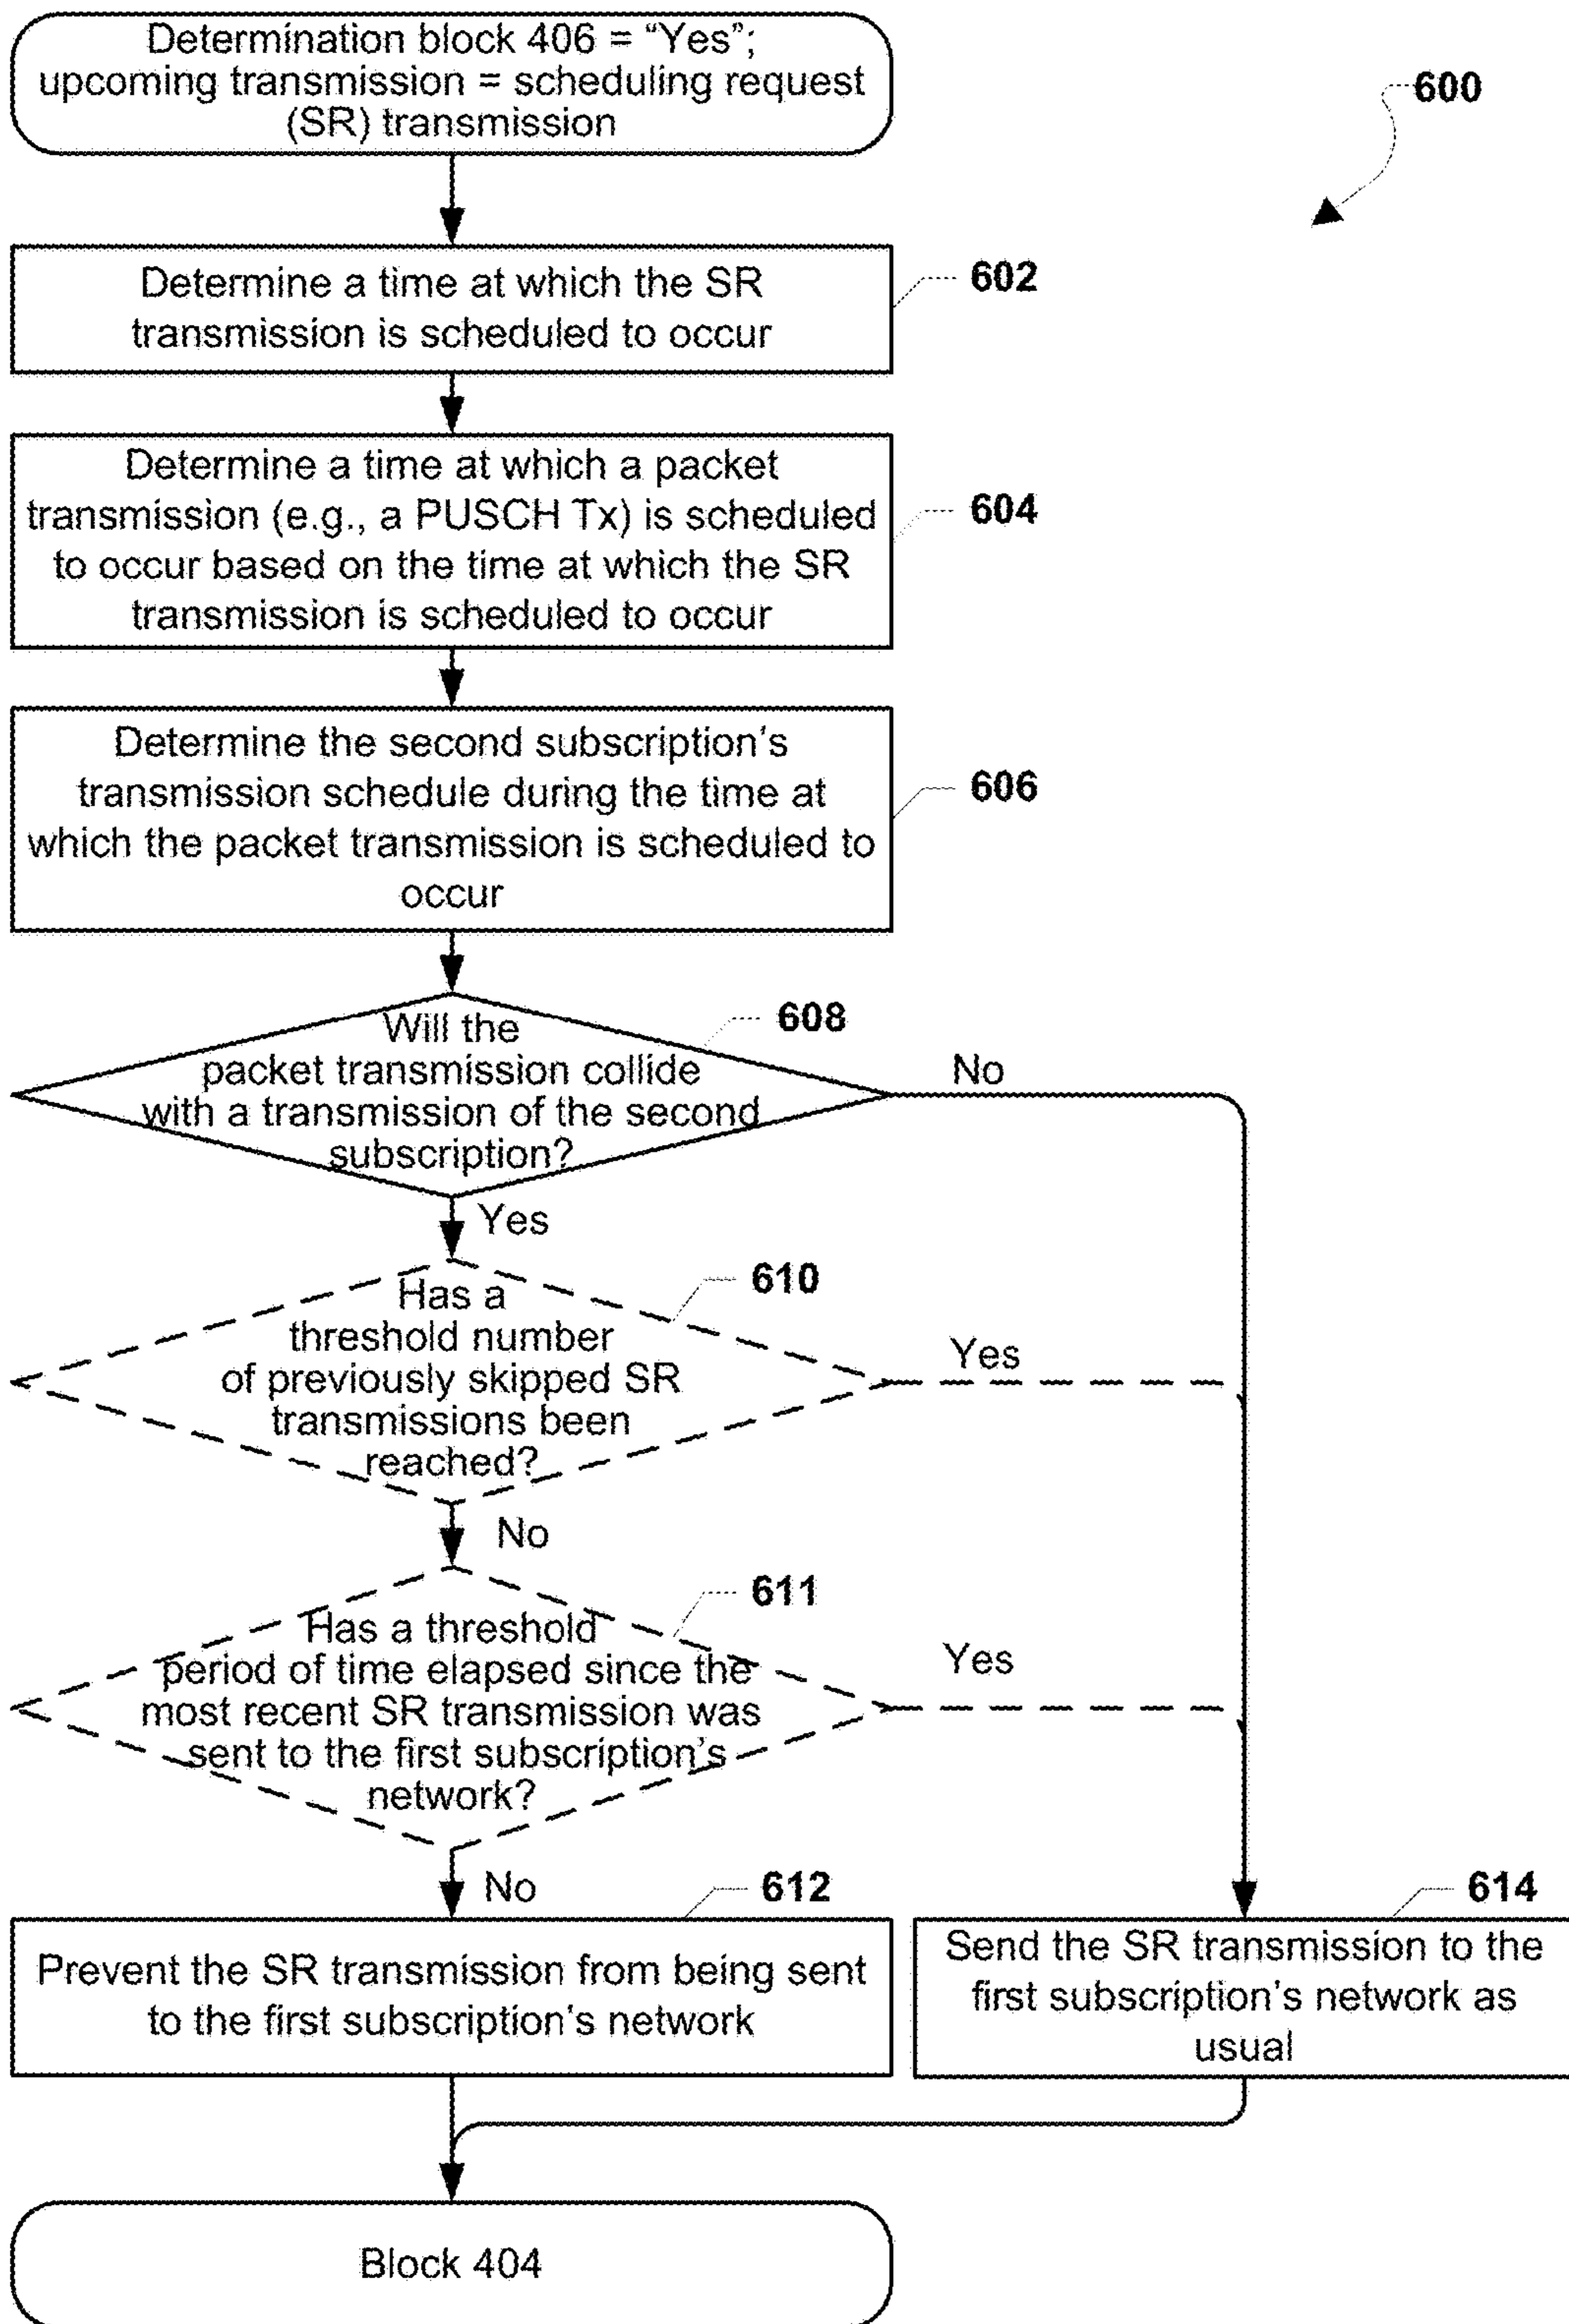 Determination block 406 = “Yes”;
upcoming transmission = scheduling request
(SR) transmission
600
Determine a time at which the SR
transmission is scheduled to occur
602
Determine a time at which a packet
transmission (e.g., a PUSCH Tx) is scheduled
to occur based on the time at which the SR
transmission is scheduled to occur
604
Determine the second subscription’s
transmission schedule during the time at
which the packet transmission is scheduled to
occur
606
Will the
packet transmission collide
with a transmission of the second
subscription?
608
No
Yes
Has a
threshold number
of previously skipped SR
transmissions been
reached?
610
Yes
No
Has a threshold
period of time elapsed since the
most recent SR transmission was
sent to the first subscription’s
network?
611
Yes
No
612
Prevent the SR transmission from being sent
to the first subscription’s network
614
Send the SR transmission to the
first subscription’s network as
usual
Block 404